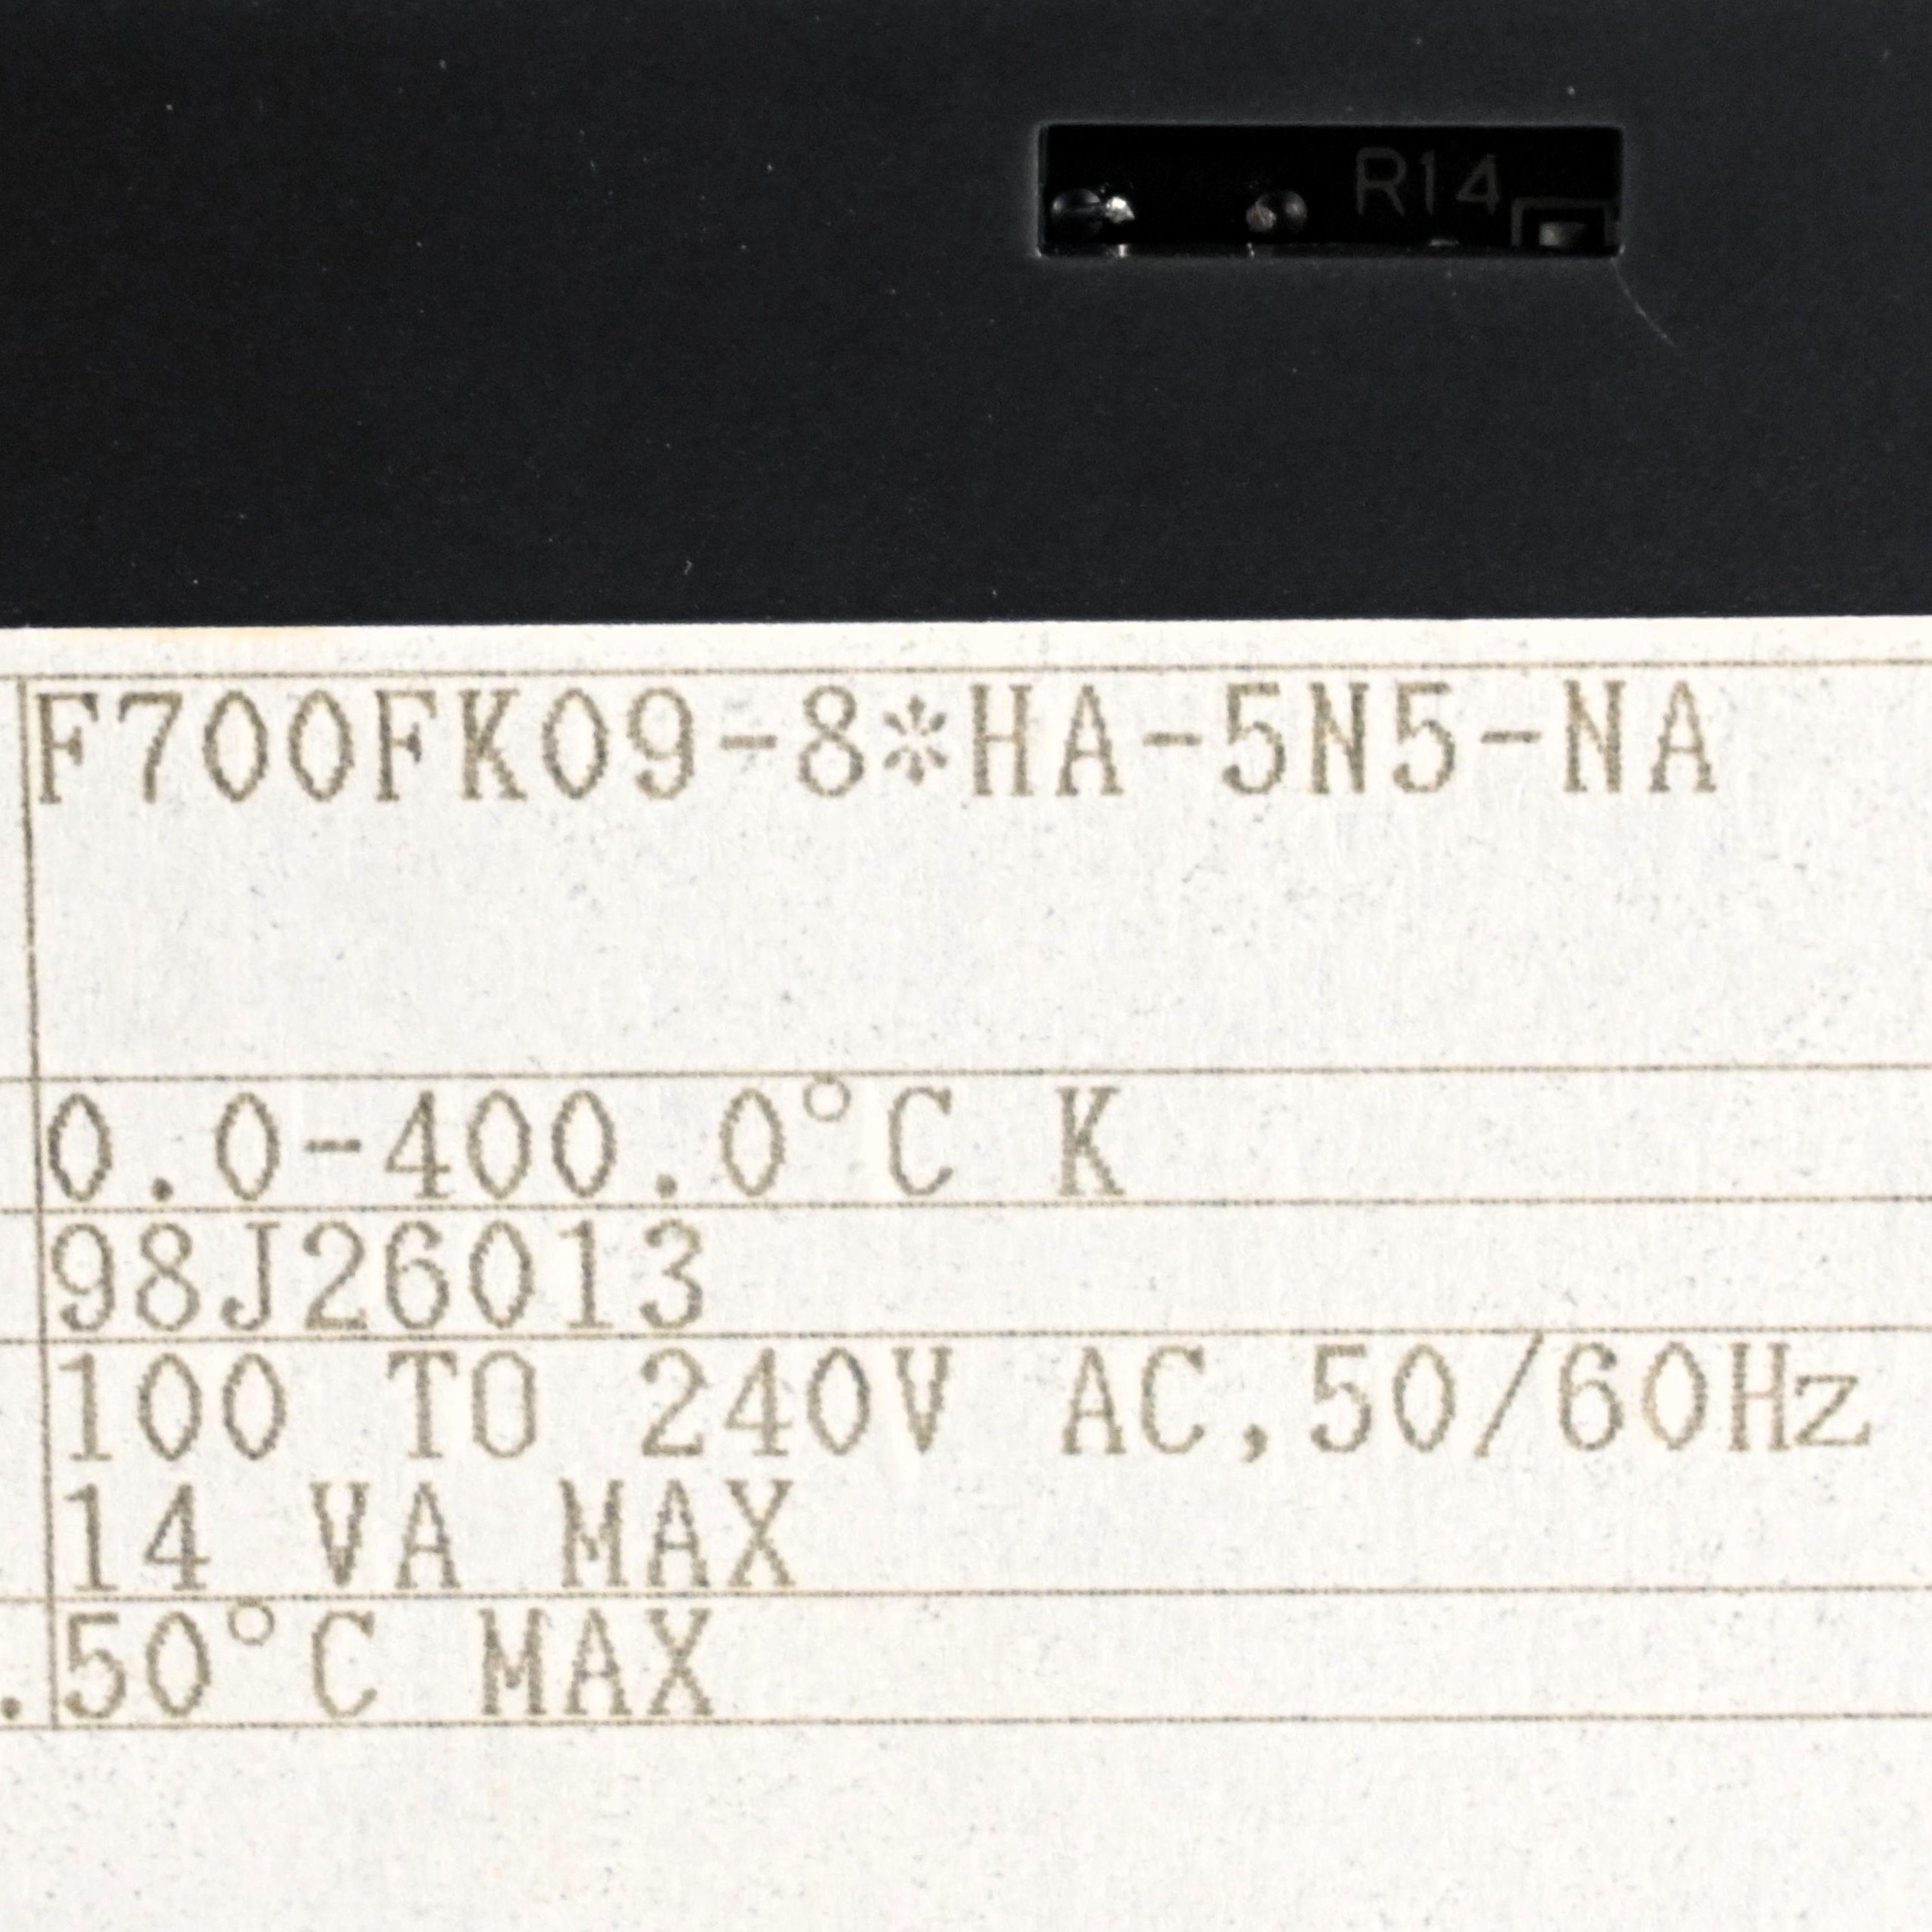 R14
F700FK09-8*HA-5N5-NA
0.0-400.0°C K
98J26013
100 TO 240V AC,50/60Hz
14 VA MAX
.50°C MAX